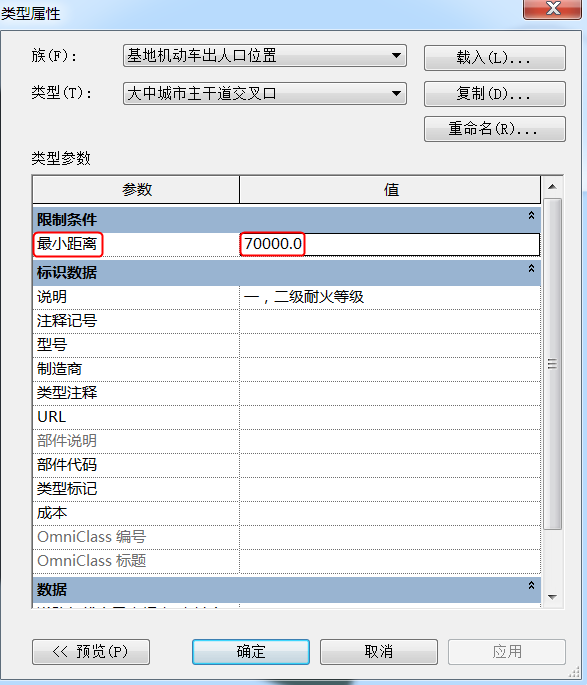 类型属性
族(F):
基地机动车出人口位置
载入(L)...
类型(T):
大中城市主干道交叉口
复制(D)...
重命名(R)...
类型参数
参数
值
限制条件
最小距离
70000.0
标识数据
说明
一，二级耐火等级
注释记号
型号
制造商
类型注释
URL
部件说明
部件代码
类型标记
成本
OmniClass 编号
OmniClass 标题
数据
<< 预览(P)
确定
取消
应用